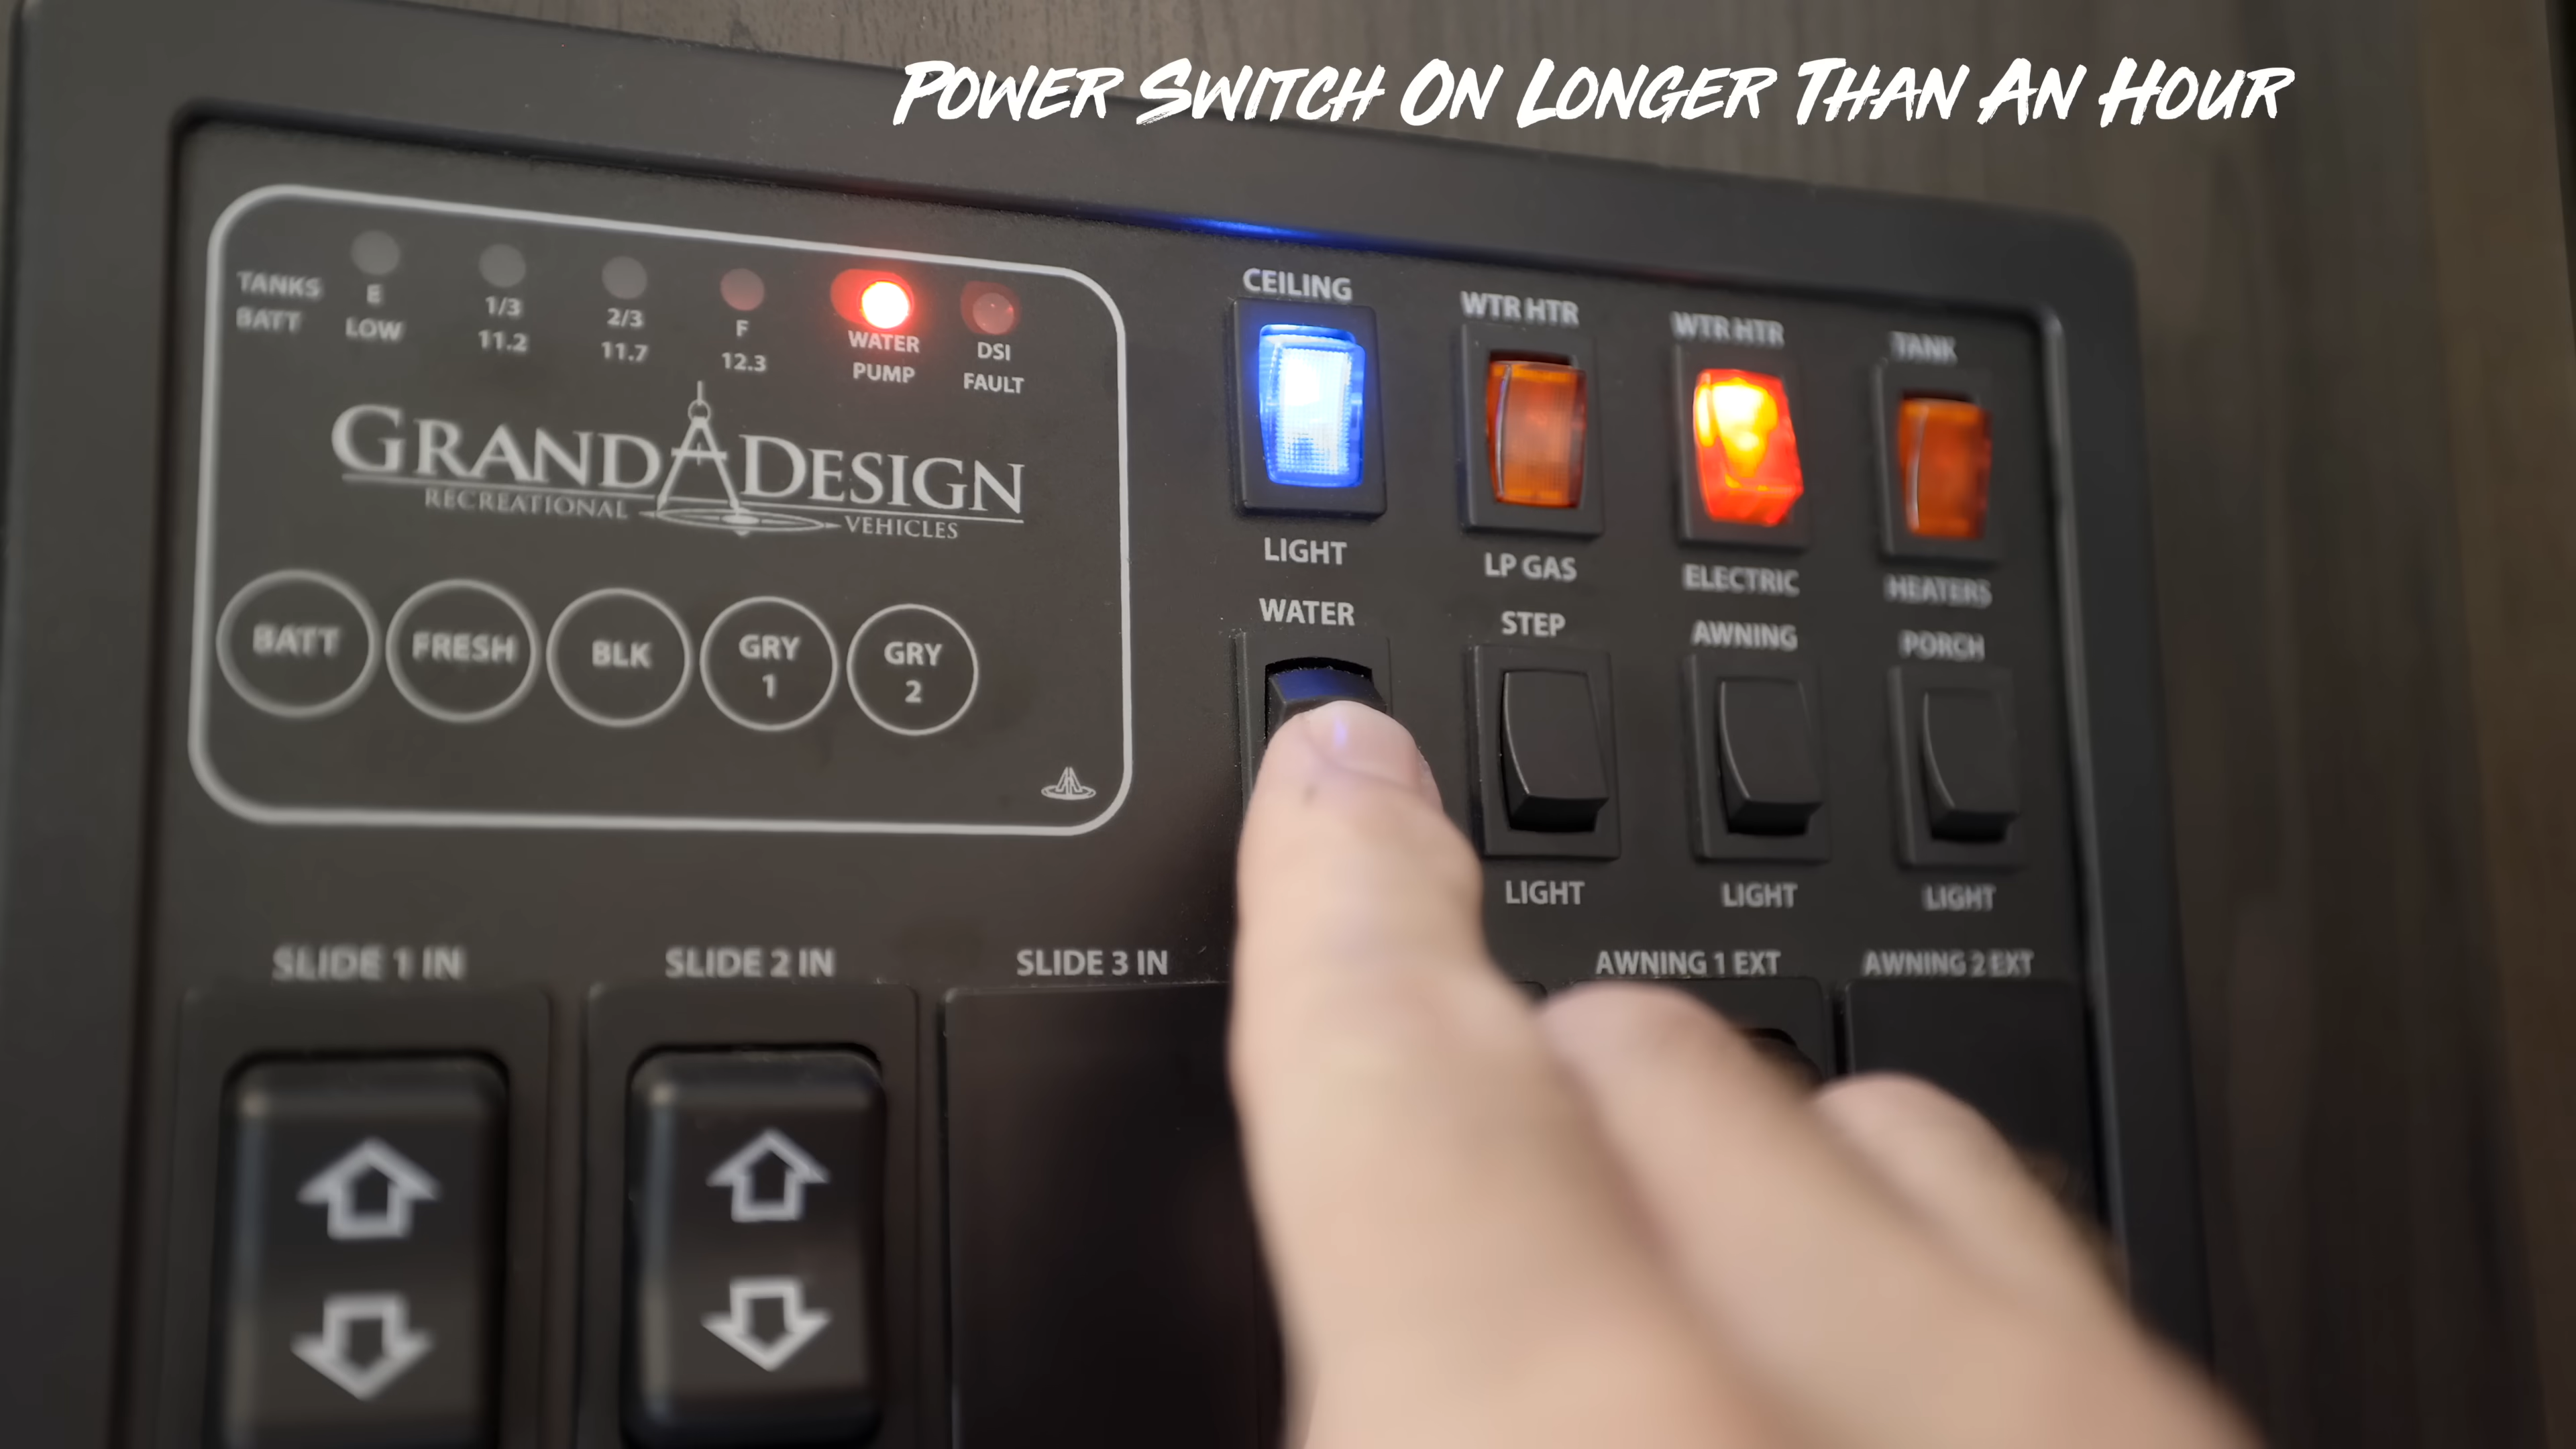 POWER SWITCH ON LONGER THAN AN HOUR
TANKS E 1/3 2/3 F WATER PUMP DSI FAULT
BATT LOW 11.2 11.7 12.3
GRAND DESIGN
RECREATIONAL VEHICLES
BATT FRESH BLK GRY 1 GRY 2
CEILING WTR HTR WTR HTR TANK
LIGHT LP GAS ELECTRIC HEATERS
WATER STEP AWNING PORCH
LIGHT LIGHT LIGHT
SLIDE 1 IN SLIDE 2 IN SLIDE 3 IN AWNING 1 EXT AWNING 2 EXT